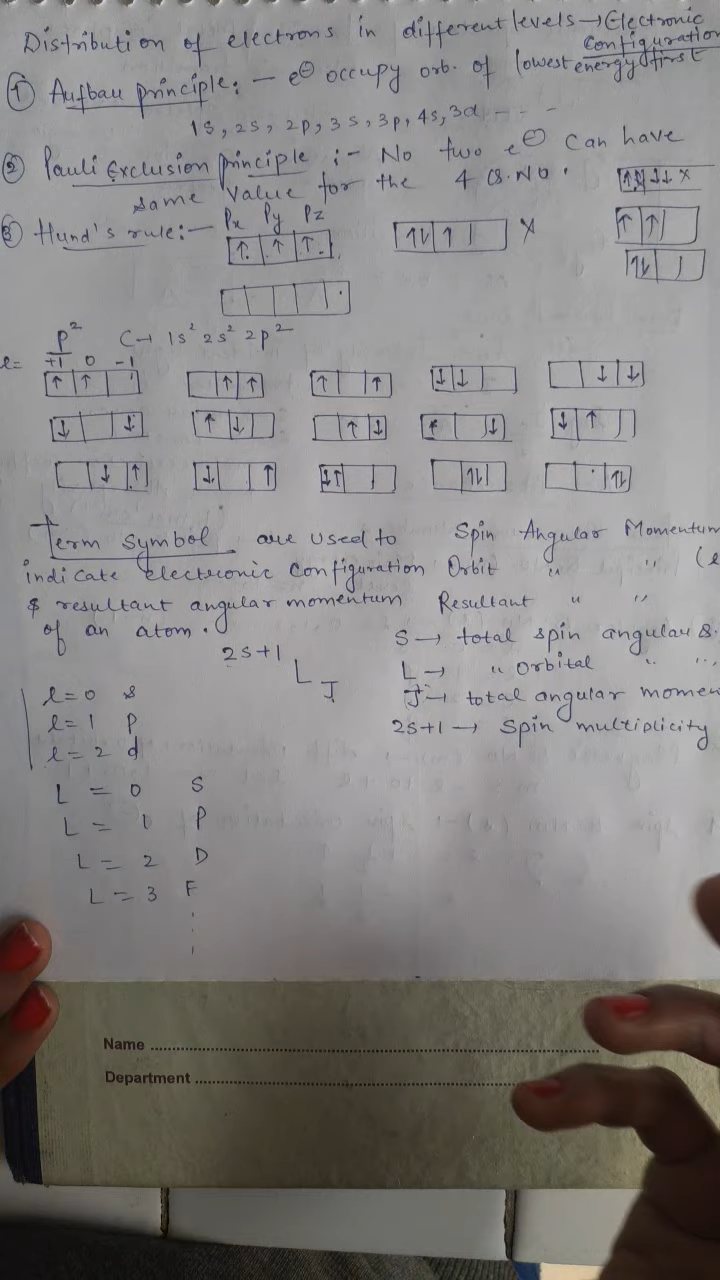 Distribution of electrons in different levels → Electronic Configuration
① Aufbau principle :- e⊖ occupy orb. of lowest energy first
1s, 2s, 2p, 3s, 3p, 4s, 3d - - - -
② Pauli Exclusion principle :- No two e⊖ can have
same value for the 4 Q.NO. ↓↓ X
③ Hund's rule :- Px Py Pz
↑ ↑ ↑ ↑↓ ↑ X ↑ ↑
↑↓
p² C→ 1s² 2s² 2p²
l= +1 0 -1
↑ ↑ ↑ ↑ ↑ ↑ ↓ ↓ ↓ ↓
↓ ↓ ↑ ↓ ↑ ↓ ↑ ↓ ↓ ↑
↓ ↑ ↓ ↑ ↓↑ ↑↓ ↑↓
Term symbol are used to
indicate electronic configuration
& resultant angular momentum
of an atom.
Spin Angular Momentum
Orbit " " (
Resultant " "
2S+1 L J
S → total spin angular
L → " orbital " "
J → total angular momen
2S+1 → Spin multiplicity
l=0 s
l=1 p
l=2 d
L = 0 S
L = 1 P
L = 2 D
L = 3 F
Name
Department